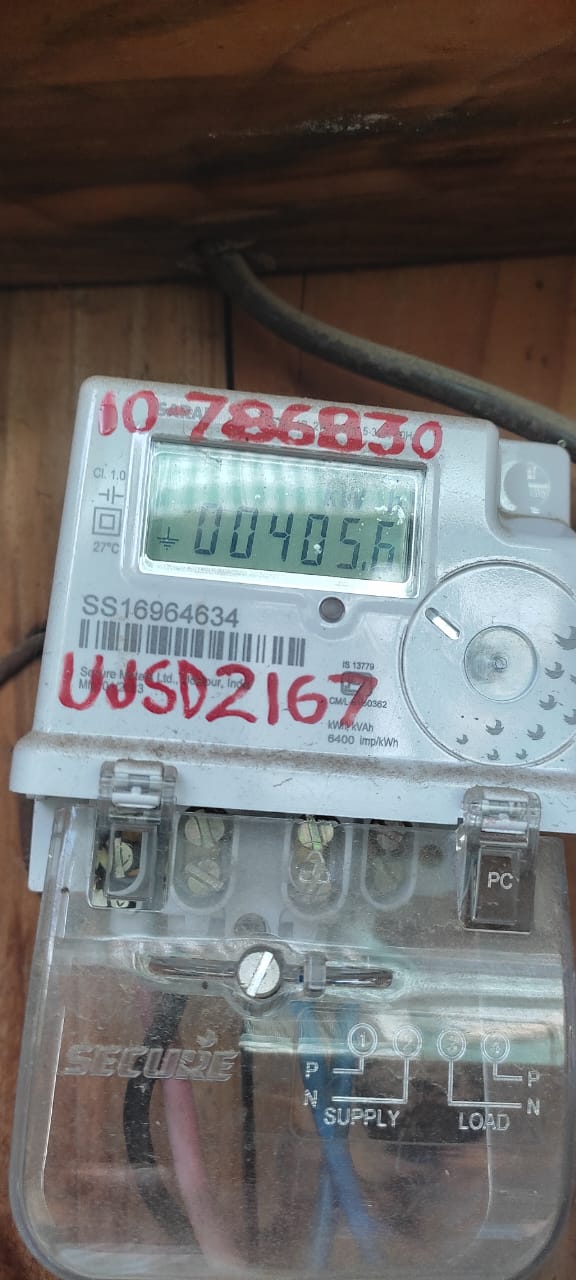 10 786830
Cl. 1.0
27°C
00405.6
SS16964634
IS 13779
UUSD2167
kWh/kVAh
6400 imp/kWh
PC
SECURE
1 2 3 4
P P
N N
SUPPLY LOAD